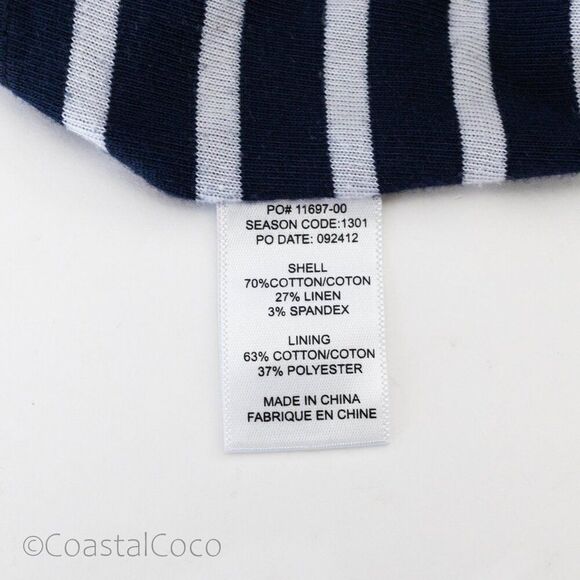 PO# 11697-00
SEASON CODE:1301
PO DATE: 092412
SHELL
70%COTTON/COTON
27% LINEN
3% SPANDEX
LINING
63% COTTON/COTON
37% POLYESTER
MADE IN CHINA
FABRIQUE EN CHINE
©CoastalCoco